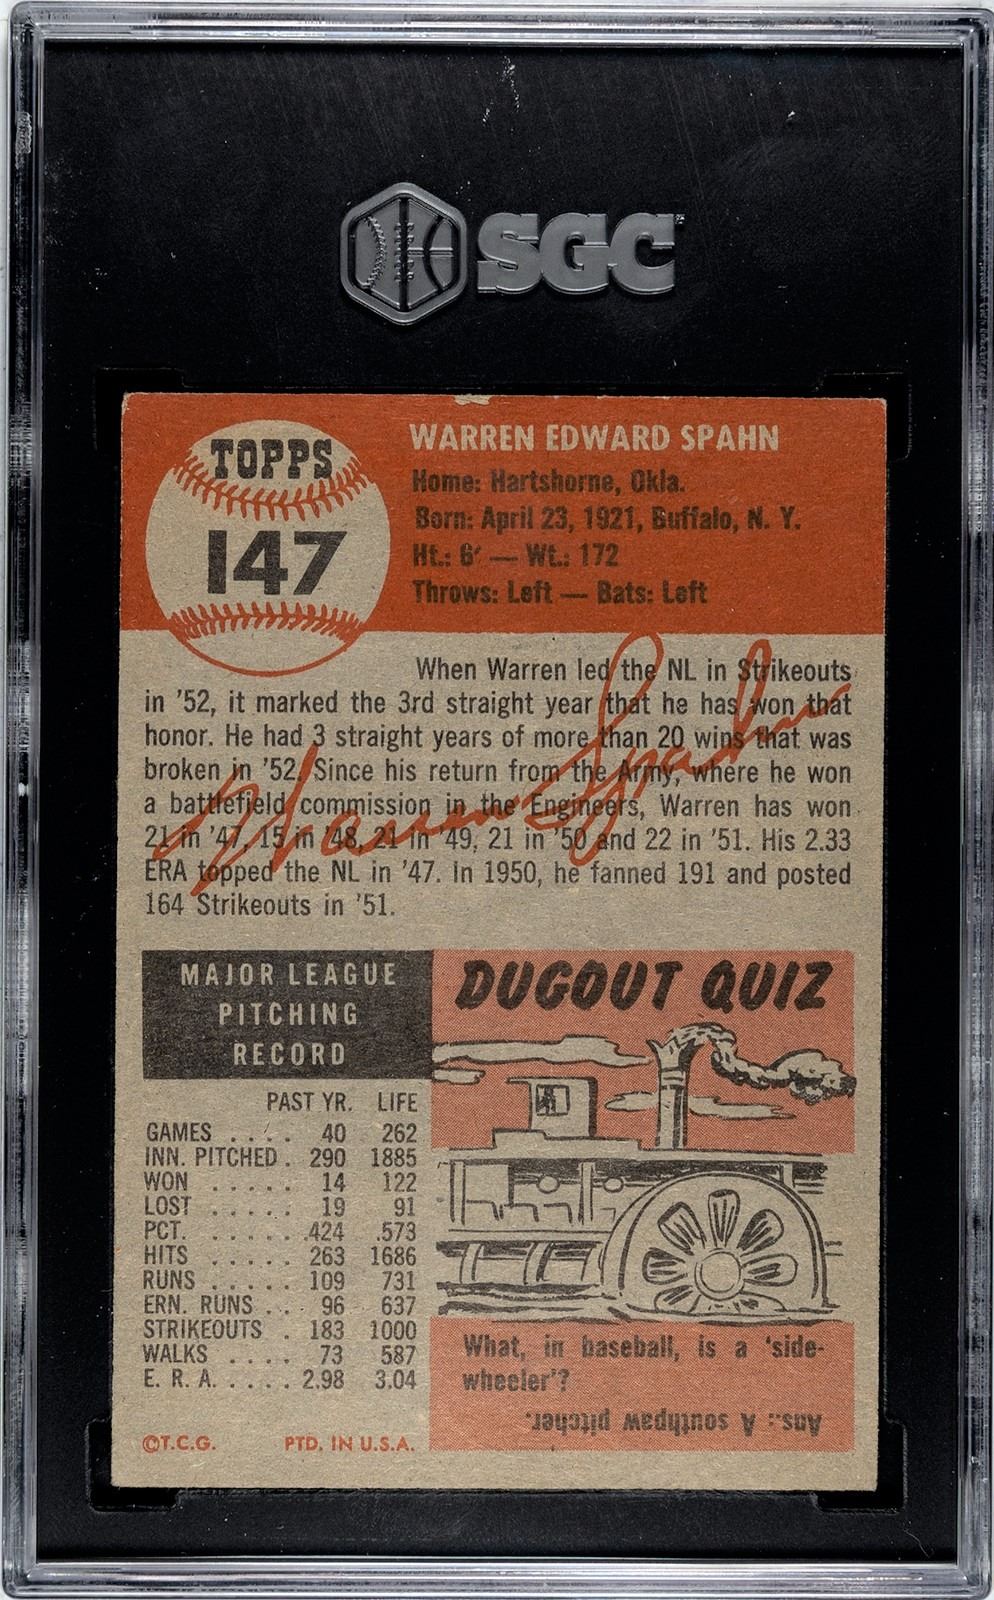 SGC
TOPPS
147
WARREN EDWARD SPAHN
Home: Hartshorne, Okla.
Born: April 23, 1921, Buffalo, N. Y.
Ht.: 6' — Wt.: 172
Throws: Left — Bats: Left
When Warren led the NL in Strikeouts
in '52, it marked the 3rd straight year that he has won that
honor. He had 3 straight years of more than 20 wins that was
broken in '52. Since his return from the Army, where he won
a battlefield commission in the Engineers, Warren has won
21 in '47, 15 in '48, 21 in '49, 21 in '50 and 22 in '51. His 2.33
ERA topped the NL in '47. In 1950, he fanned 191 and posted
164 Strikeouts in '51.
Warren Spahn
MAJOR LEAGUE
PITCHING
RECORD
PAST YR. LIFE
GAMES . . . . 40 262
INN. PITCHED . 290 1885
WON . . . . . 14 122
LOST . . . . . 19 91
PCT. . . . . . .424 .573
HITS . . . . . 263 1686
RUNS . . . . . 109 731
ERN. RUNS . . 96 637
STRIKEOUTS . 183 1000
WALKS . . . . 73 587
E. R. A. . . . . 2.98 3.04
©T.C.G. PTD. IN U.S.A.
DUGOUT QUIZ
What, in baseball, is a 'side-
wheeler'?
Ans.: A southpaw pitcher.